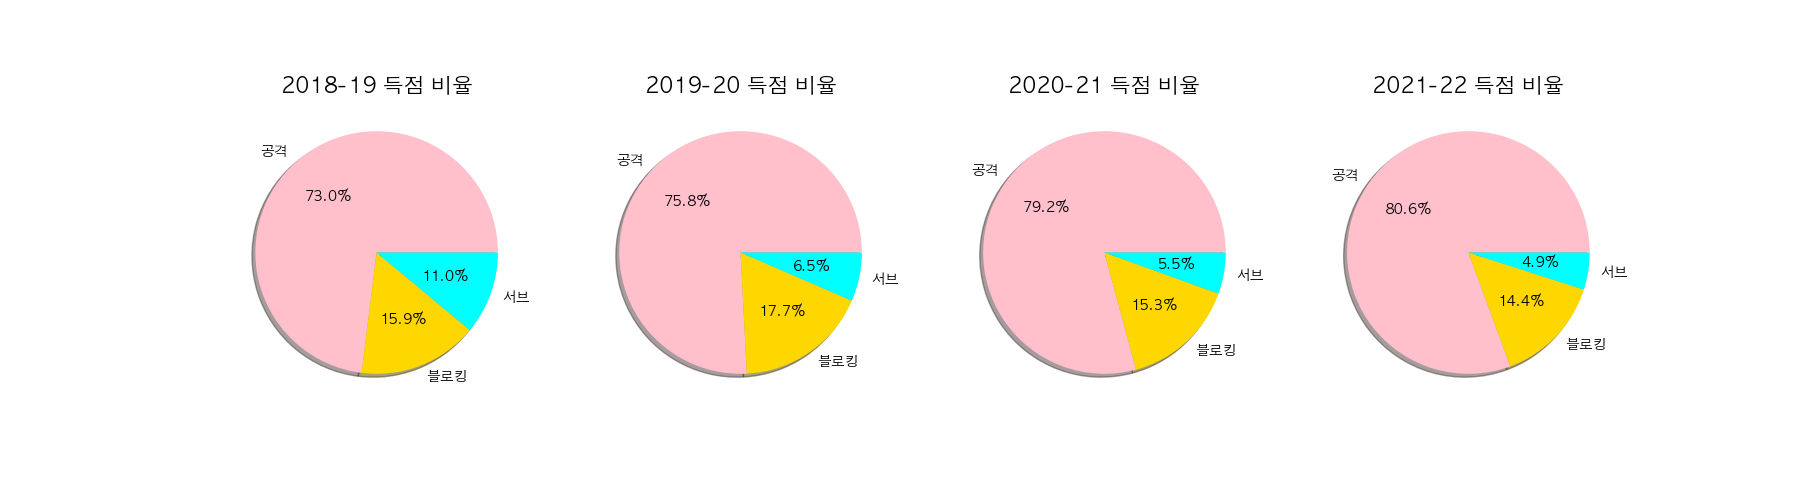 2018-19 득점 비율
공격
73.0%
11.0%
서브
15.9%
블로킹
2019-20 득점 비율
공격
75.8%
6.5%
서브
17.7%
블로킹
2020-21 득점 비율
공격
79.2%
5.5%
서브
15.3%
블로킹
2021-22 득점 비율
공격
80.6%
4.9%
서브
14.4%
블로킹